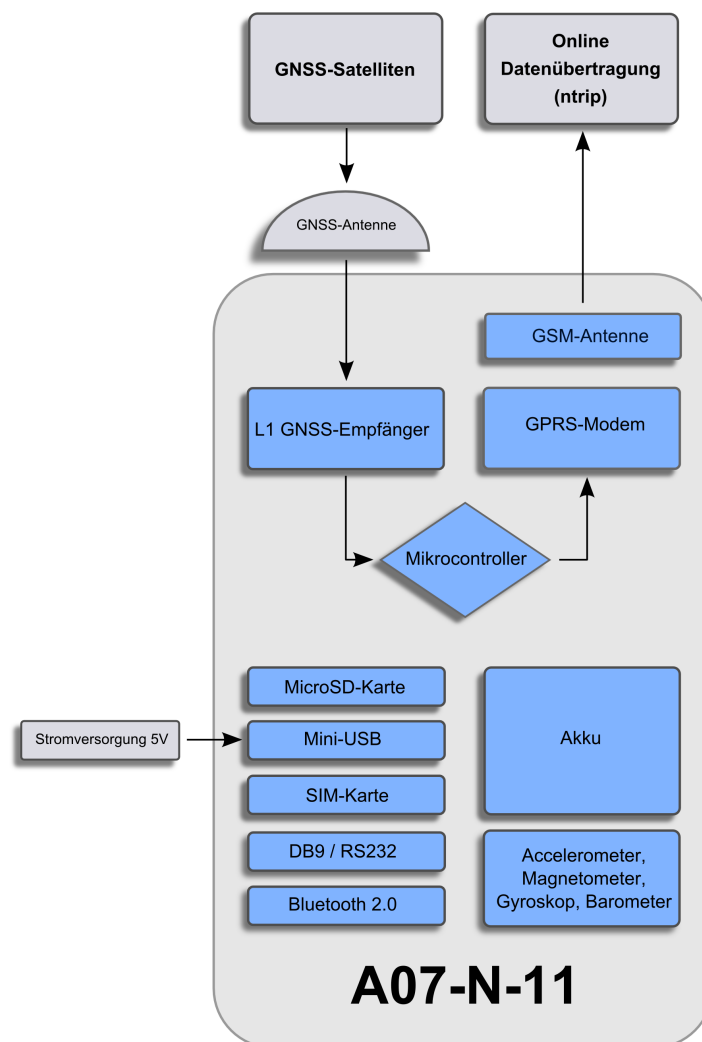 GNSS-Satelliten
Online
Datenübertragung
(ntrip)
GNSS-Antenne
GSM-Antenne
L1 GNSS-Empfänger
GPRS-Modem
Mikrocontroller
MicroSD-Karte
Stromversorgung 5V
Mini-USB
Akku
SIM-Karte
DB9 / RS232
Bluetooth 2.0
Accelerometer,
Magnetometer,
Gyroskop, Barometer
A07-N-11